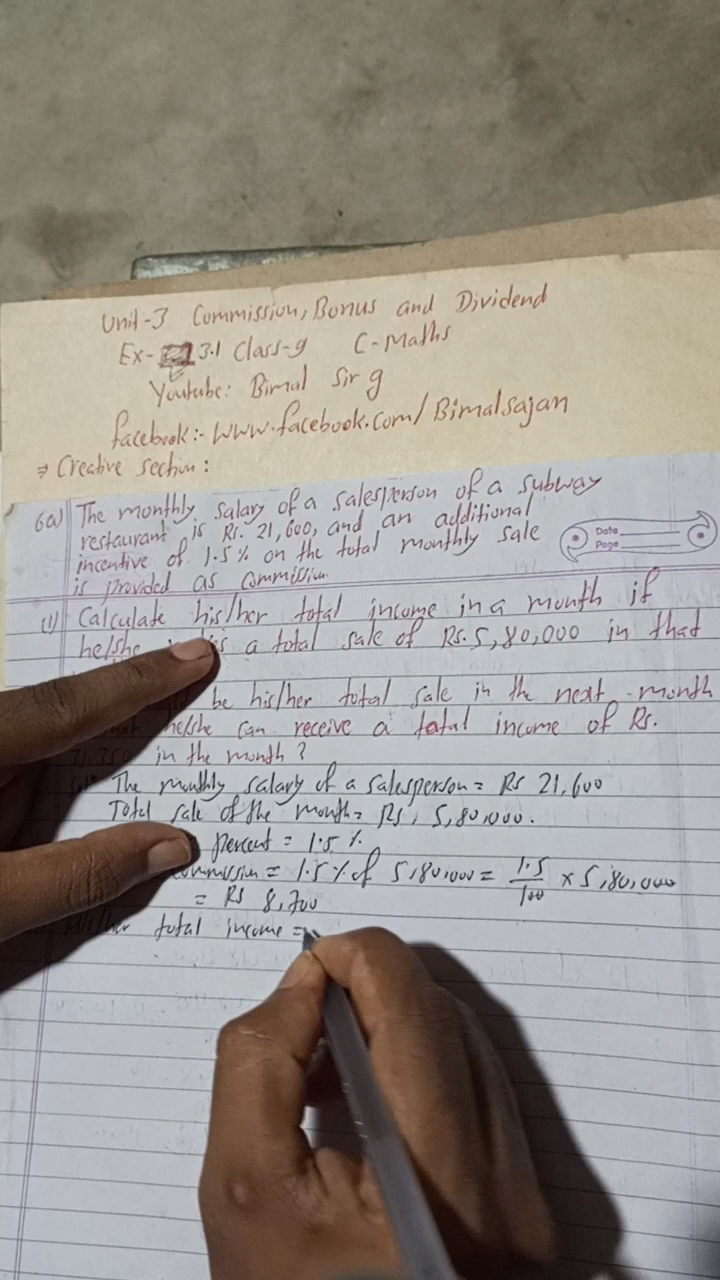 Unit-3 Commission, Bonus and Dividend
Ex- 3.1 Class-9 C-Maths
Youtube: Bimal Sir g
facebook:- www.facebook.com/Bimalsajan
⇒ Creative section:
6a) The monthly salary of a salesperson of a subway
restaurant is Rs. 21,600, and an additional
incentive of 1.5% on the total monthly sale
is provided as commission
Date
Page
(i) Calculate his/her total income in a month if
he/she a total sale of Rs. 5,80,000 in that
be his/her total sale in the next month
he/she can receive a total income of Rs.
31,350 in the month?
The monthly salary of a salesperson = Rs 21,600
Total sale of the month = Rs, 5,80,000.
percent = 1.5%
commission = 1.5% of 5,80,000 = 1.5/100 × 5,80,000
= Rs 8,700
total income =